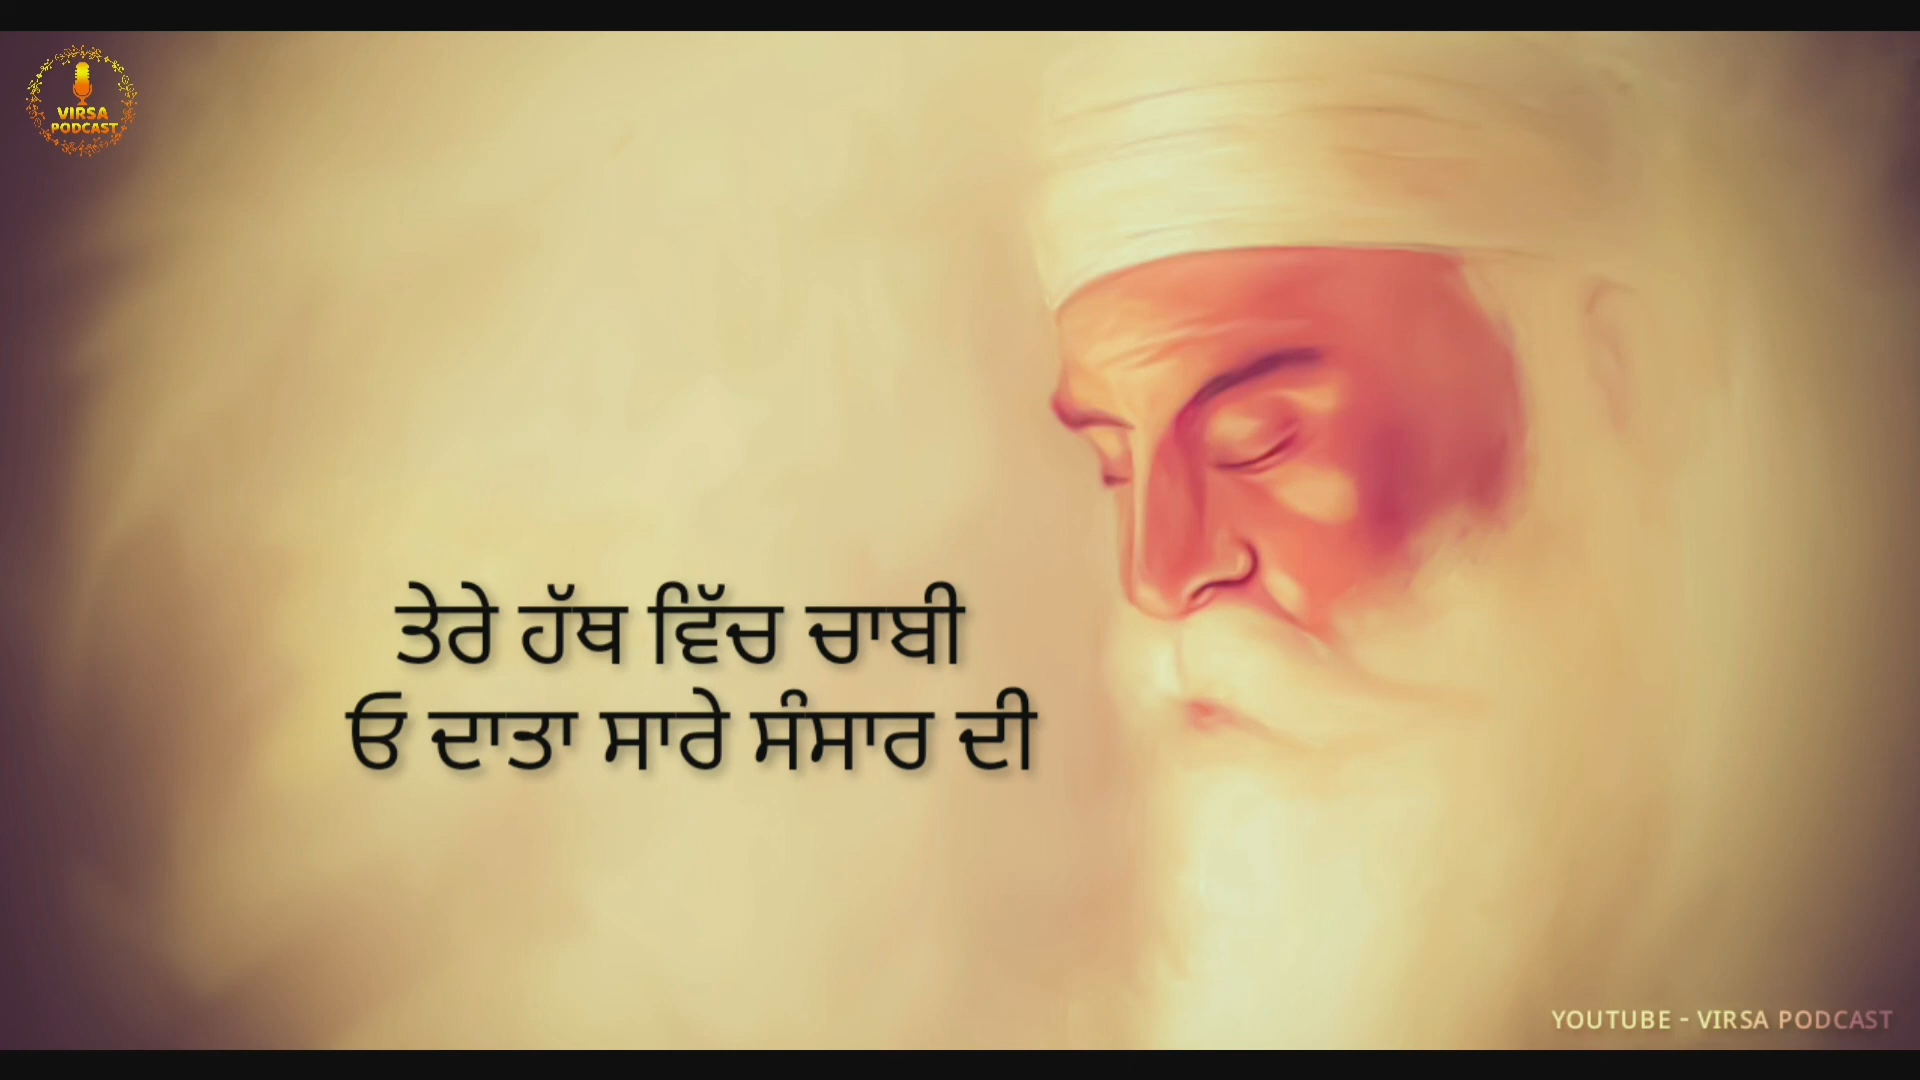 VIRSA
PODCAST
ਤੇਰੇ ਹੱਥ ਵਿੱਚ ਚਾਬੀ
ਓ ਦਾਤਾ ਸਾਰੇ ਸੰਸਾਰ ਦੀ
YOUTUBE - VIRSA PODCAST